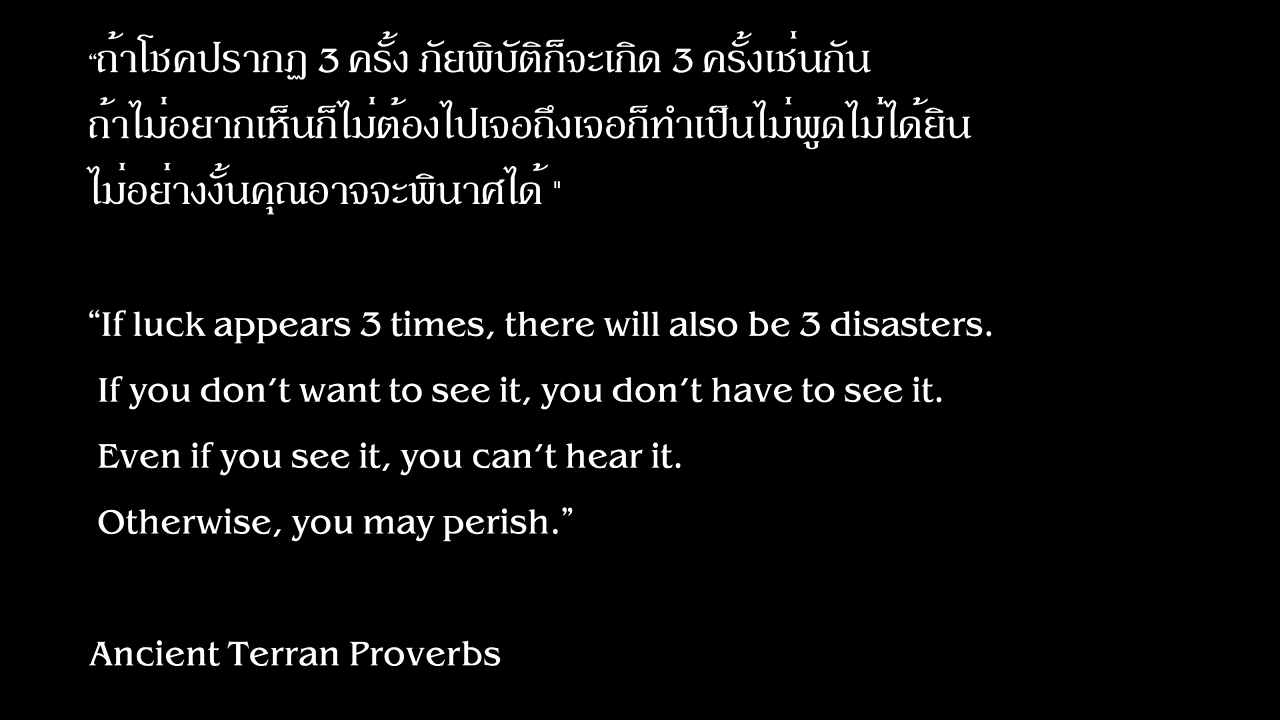 “ถ้าโชคปรากฏ 3 ครั้ง ภัยพิบัติก็จะเกิด 3 ครั้งเช่นกัน
ถ้าไม่อยากเห็นก็ไม่ต้องไปเจอถึงเจอก็ทำเป็นไม่พูดไม่ได้ยิน
ไม่อย่างงั้นคุณอาจจะพินาศได้ "
“If luck appears 3 times, there will also be 3 disasters.
If you don’t want to see it, you don’t have to see it.
Even if you see it, you can’t hear it.
Otherwise, you may perish.”
Ancient Terran Proverbs